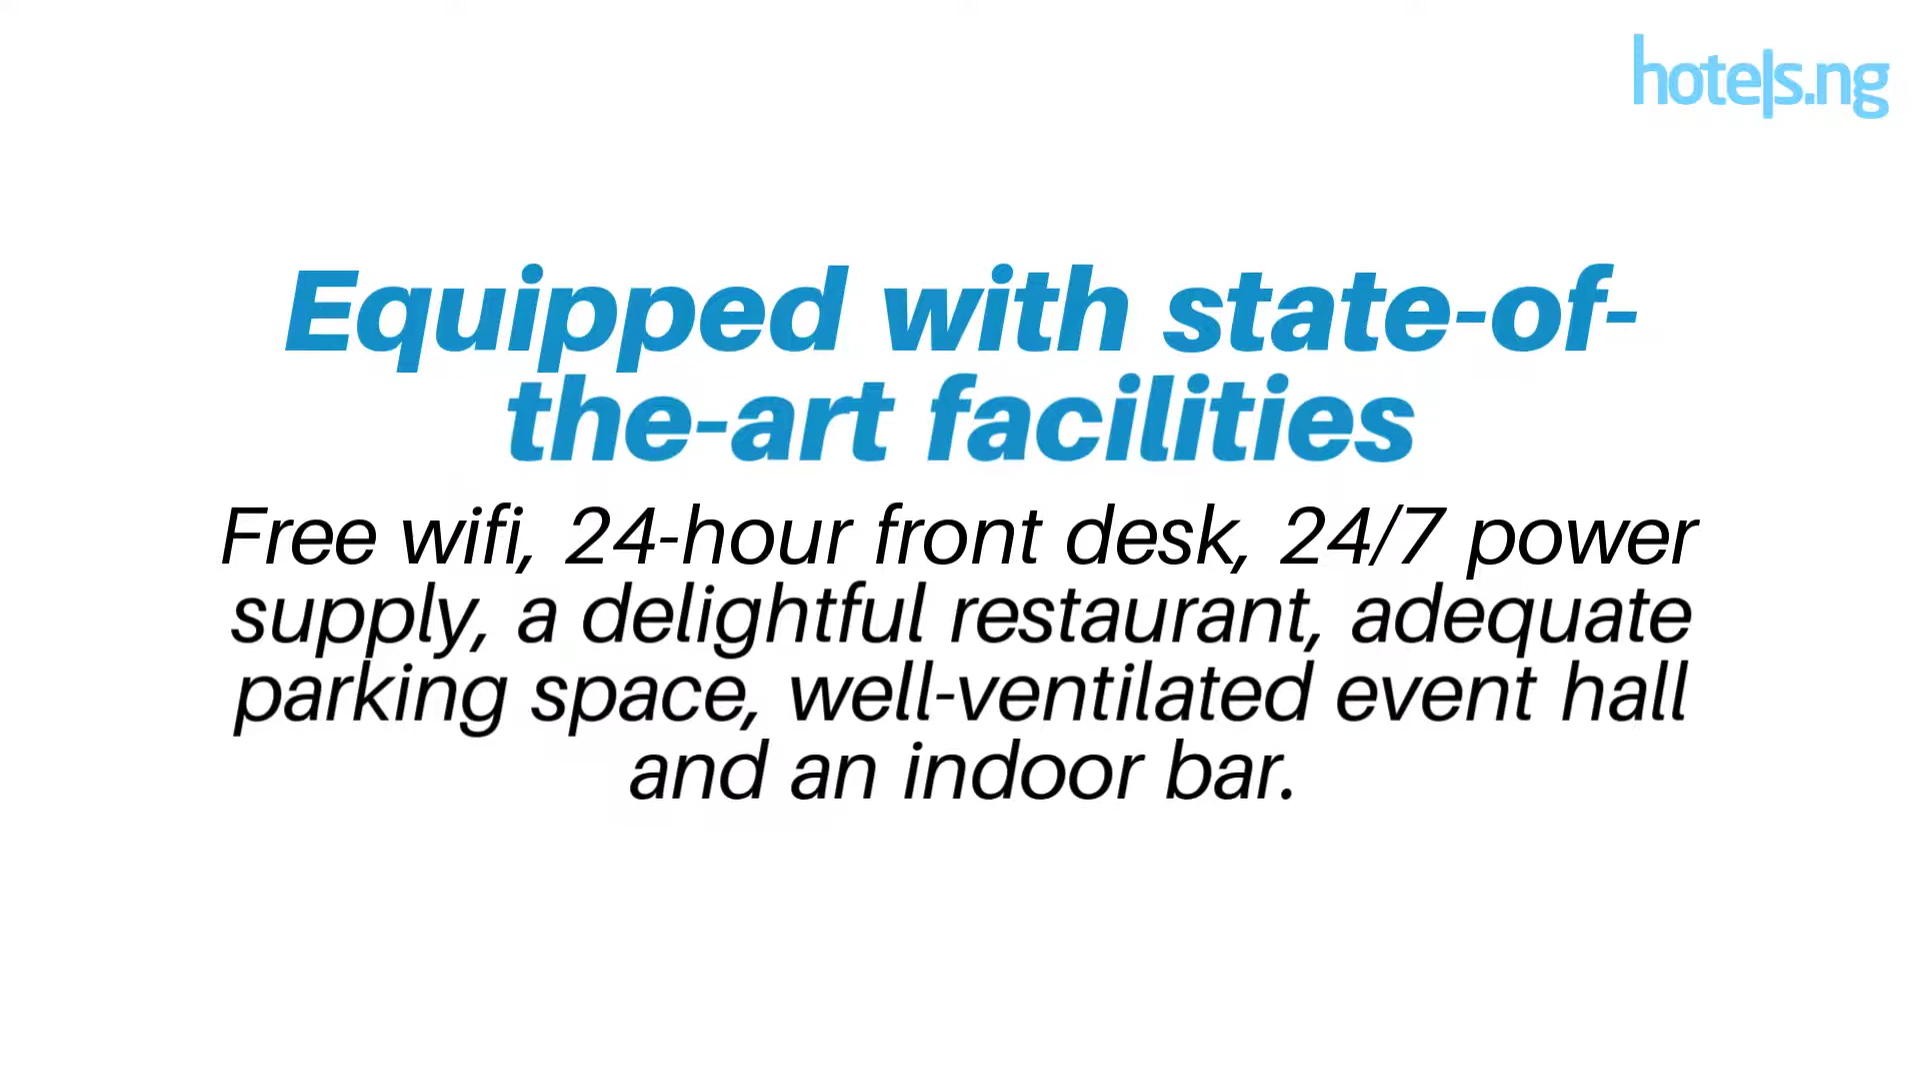 hotels.ng
Equipped with state-of-
the-art facilities
Free wifi, 24-hour front desk, 24/7 power
supply, a delightful restaurant, adequate
parking space, well-ventilated event hall
and an indoor bar.